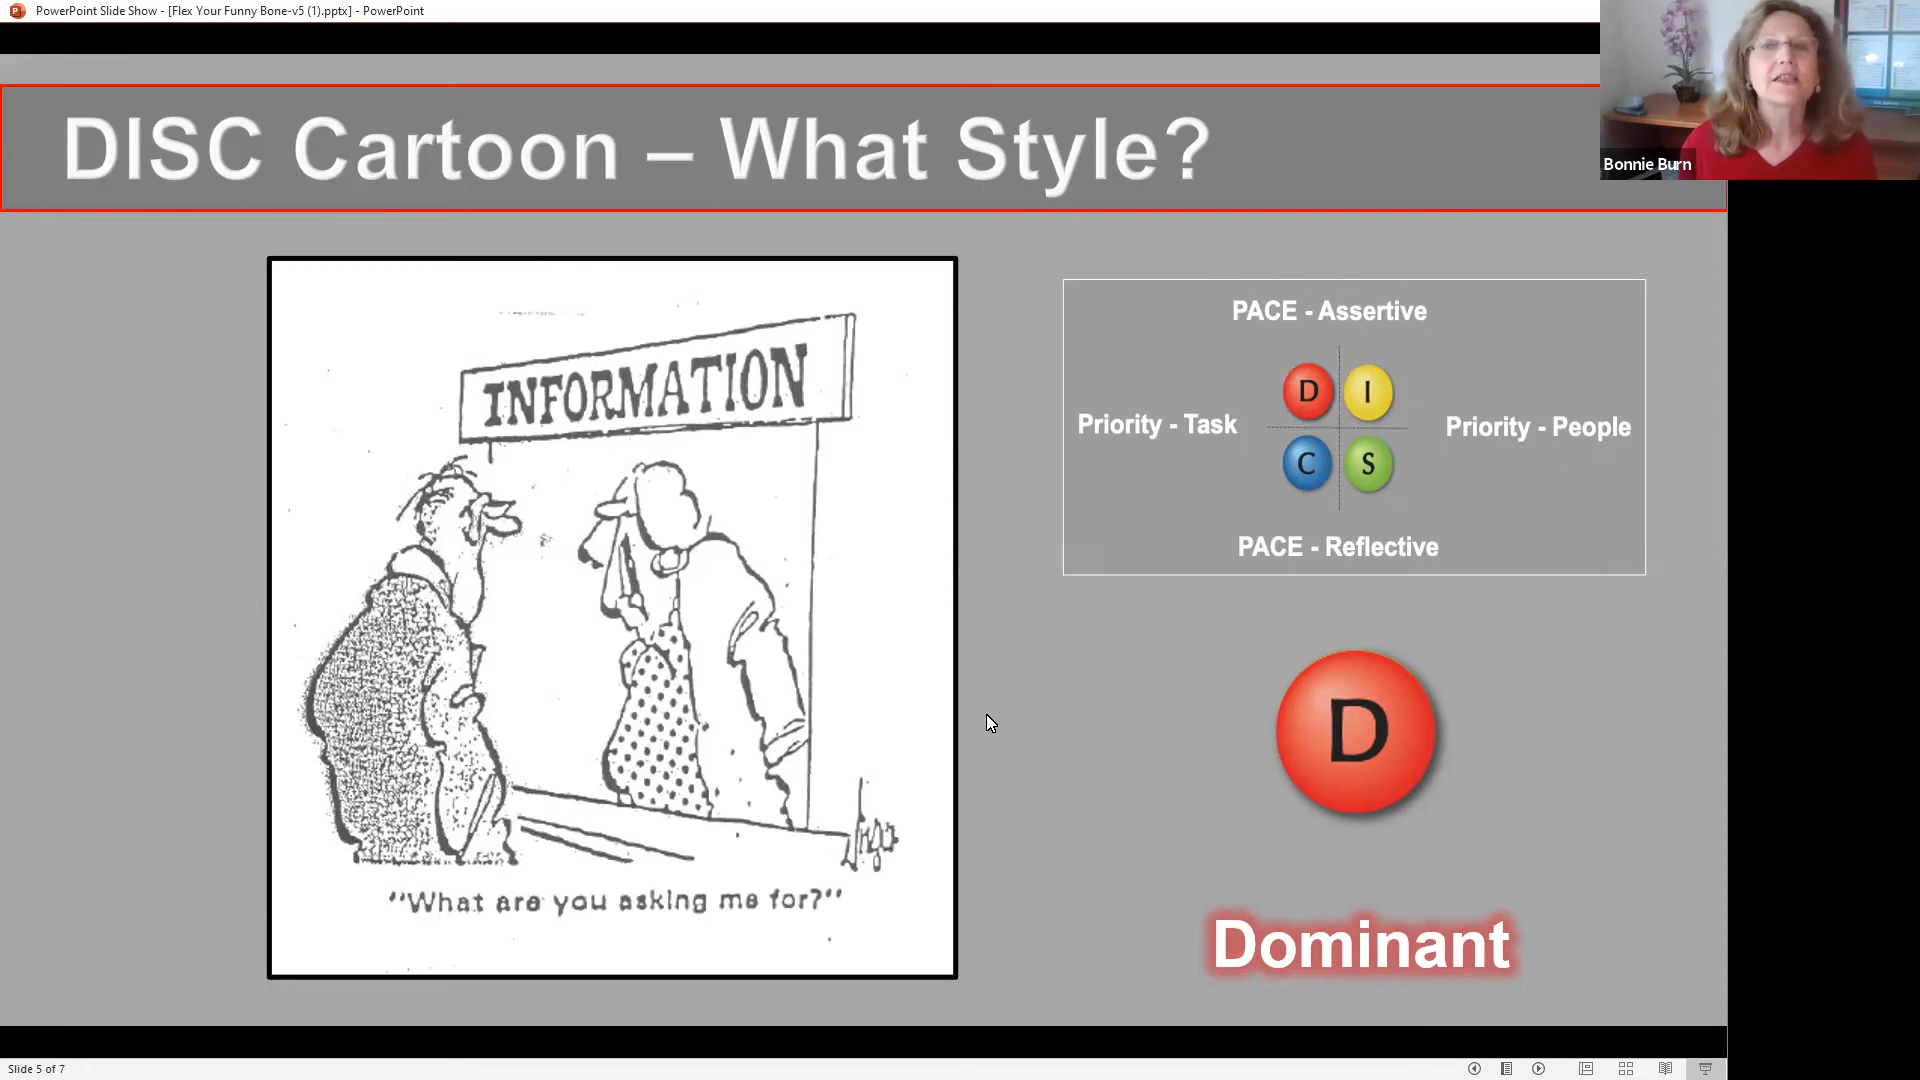 PowerPoint Slide Show - [Flex Your Funny Bone-v5 (1).pptx] - PowerPoint
Bonnie Burn
DISC Cartoon – What Style?
INFORMATION
"What are you asking me for?"
PACE - Assertive
D I
Priority - Task
Priority - People
C S
PACE - Reflective
D
Dominant
Slide 5 of 7